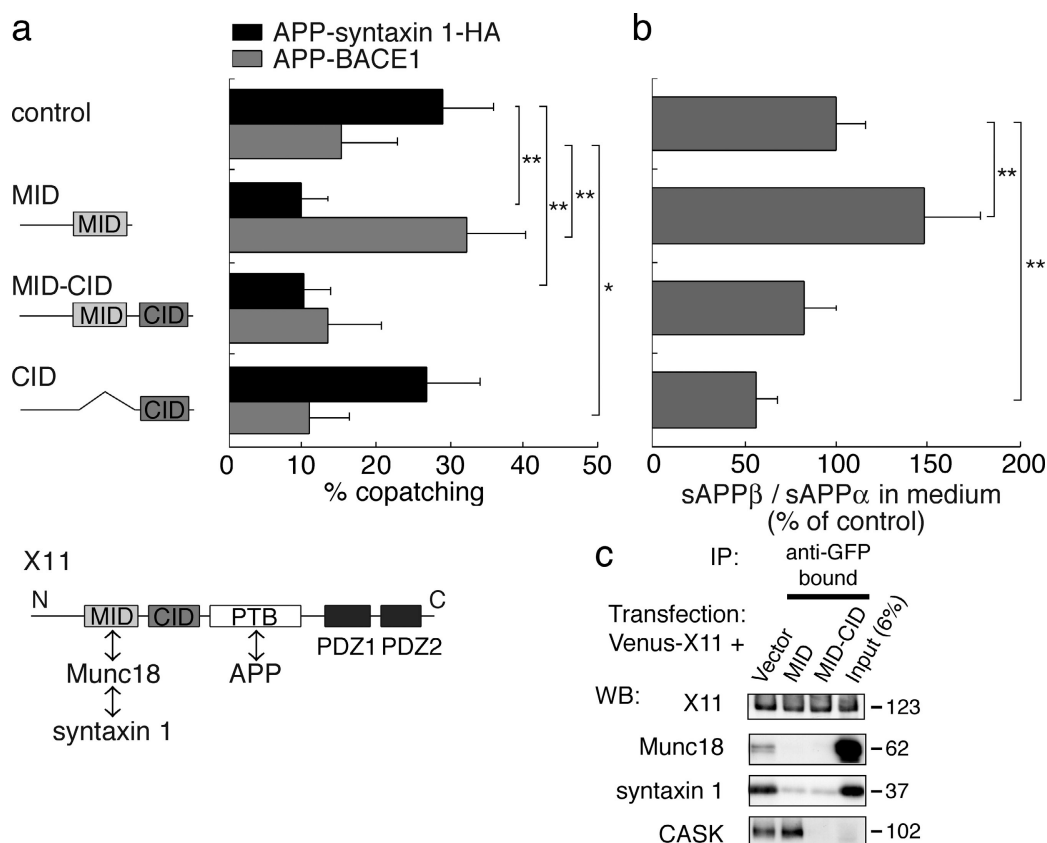 a
APP-syntaxin 1-HA
APP-BACE1
control
MID
MID
MID-CID
MID CID
CID
CID
** ** ** *
0 10 20 30 40 50
% copatching
b
** **
0 50 100 150 200
sAPPβ / sAPPα in medium
(% of control)
X11
N C
MID CID PTB
PDZ1 PDZ2
Munc18 APP
syntaxin 1
c
IP: anti-GFP
bound
Transfection:
Venus-X11 +
Vector MID MID-CID Input (6%)
WB: X11 -123
Munc18 -62
syntaxin 1 -37
CASK -102